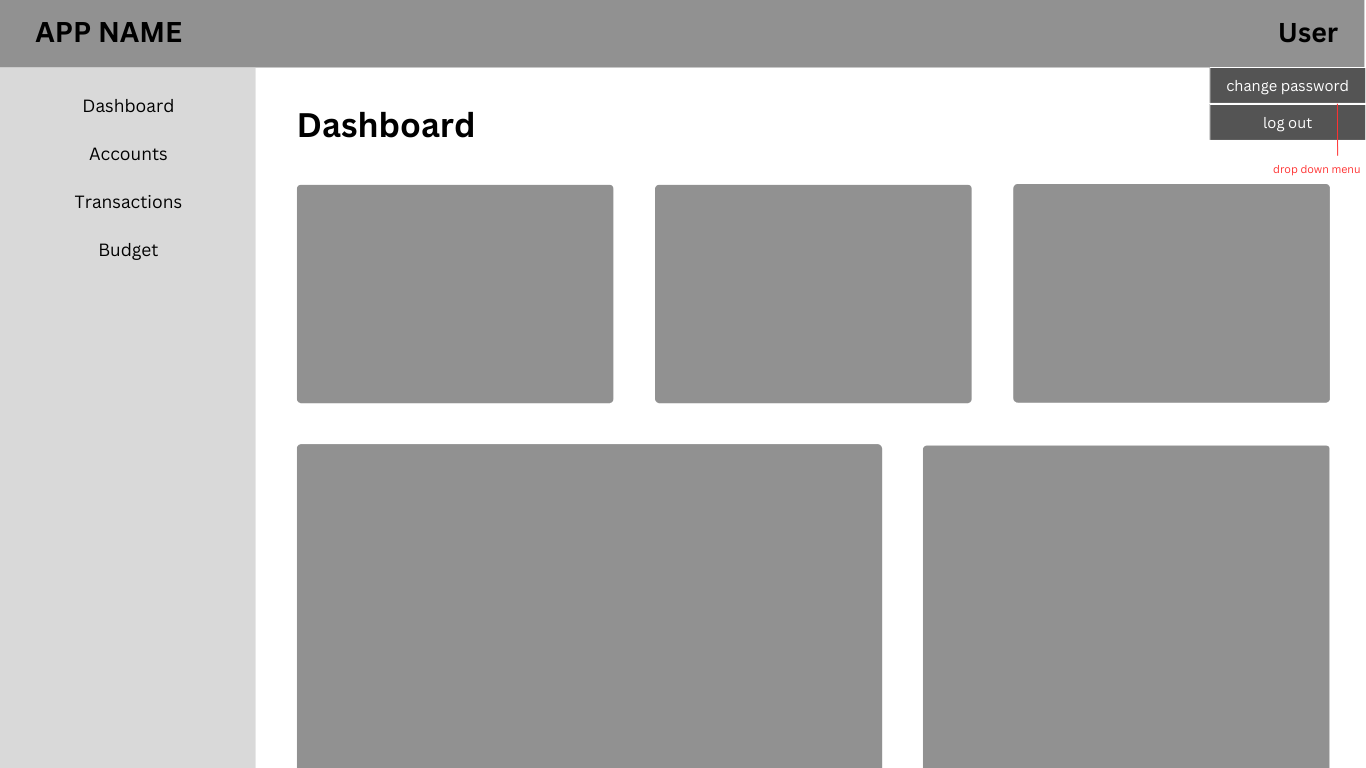 APP NAME
User
change password
log out
drop down menu
Dashboard
Accounts
Transactions
Budget
Dashboard